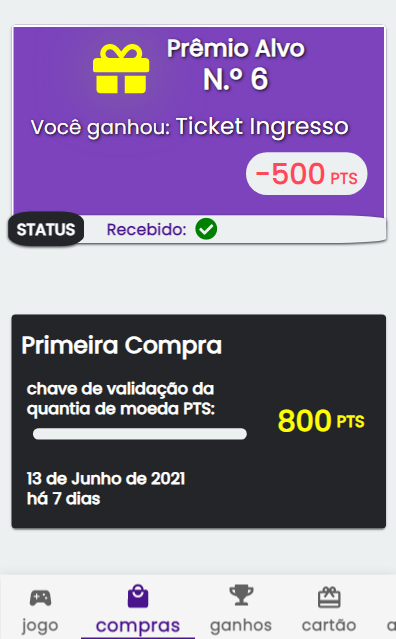 Prêmio Alvo
N.º 6
Você ganhou: Ticket Ingresso
-500 PTS
STATUS Recebido:
Primeira Compra
chave de validação da
quantia de moeda PTS:
800 PTS
13 de Junho de 2021
há 7 dias
jogo compras ganhos cartão